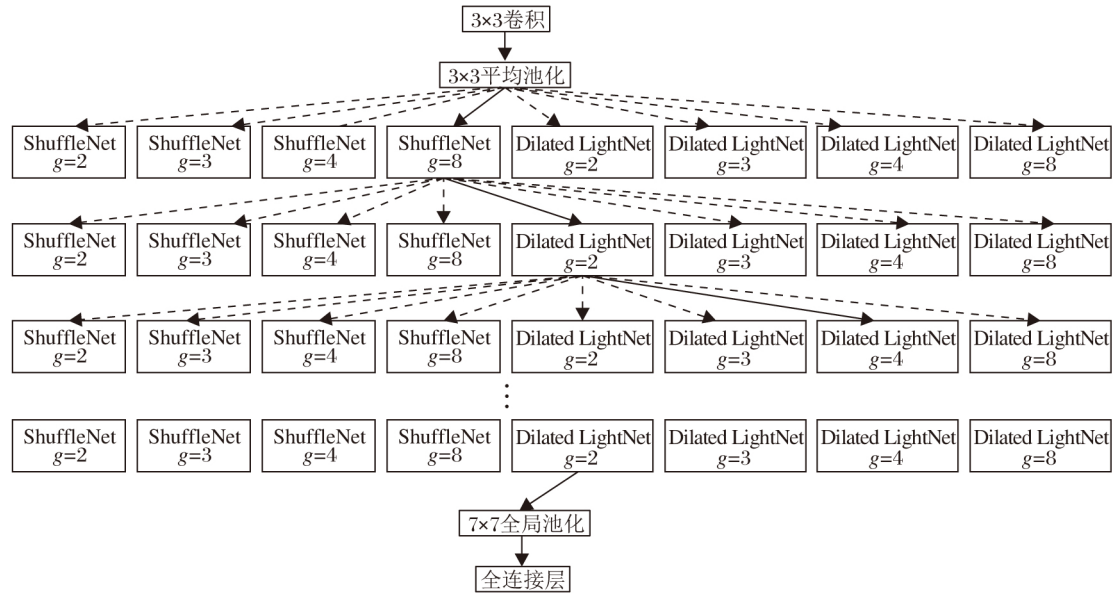 3×3卷积
3×3平均池化
ShuffleNet
g=2
ShuffleNet
g=3
ShuffleNet
g=4
ShuffleNet
g=8
Dilated LightNet
g=2
Dilated LightNet
g=3
Dilated LightNet
g=4
Dilated LightNet
g=8
ShuffleNet
g=2
ShuffleNet
g=3
ShuffleNet
g=4
ShuffleNet
g=8
Dilated LightNet
g=2
Dilated LightNet
g=3
Dilated LightNet
g=4
Dilated LightNet
g=8
ShuffleNet
g=2
ShuffleNet
g=3
ShuffleNet
g=4
ShuffleNet
g=8
Dilated LightNet
g=2
Dilated LightNet
g=3
Dilated LightNet
g=4
Dilated LightNet
g=8
⋮
ShuffleNet
g=2
ShuffleNet
g=3
ShuffleNet
g=4
ShuffleNet
g=8
Dilated LightNet
g=2
Dilated LightNet
g=3
Dilated LightNet
g=4
Dilated LightNet
g=8
7×7全局池化
全连接层